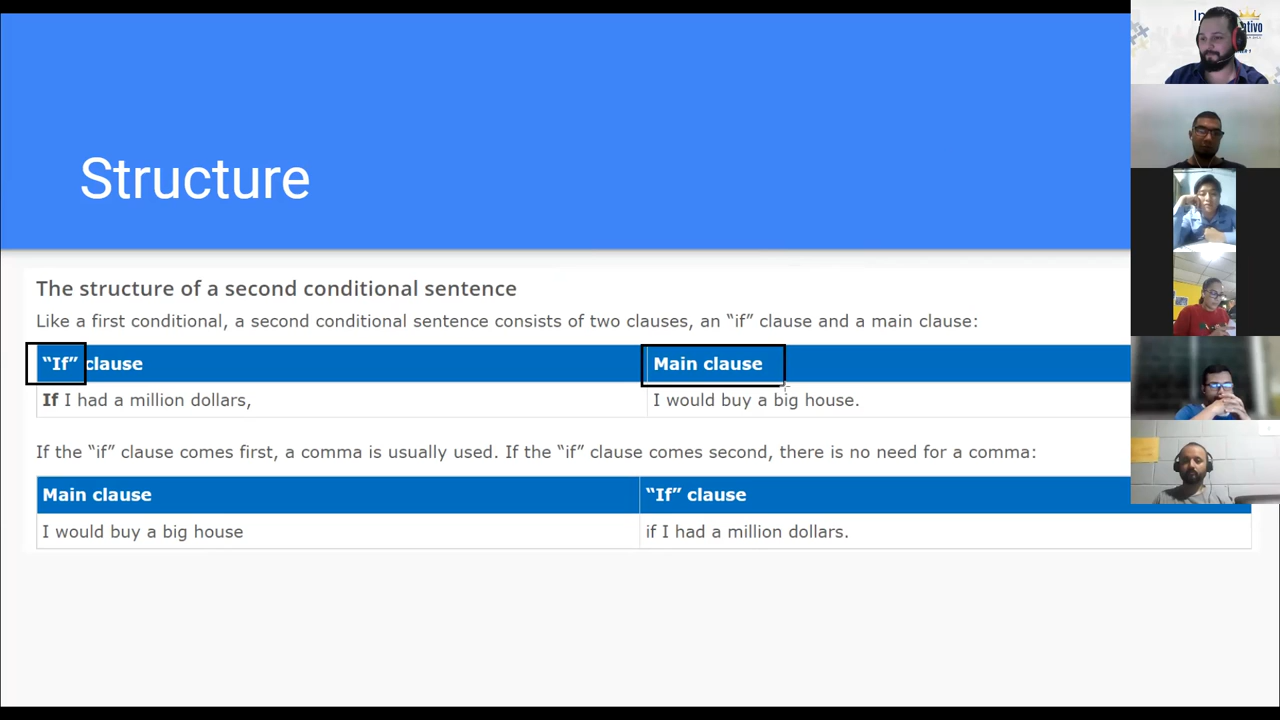 Structure
The structure of a second conditional sentence
Like a first conditional, a second conditional sentence consists of two clauses, an “if” clause and a main clause:
“If” clause Main clause
If I had a million dollars, I would buy a big house.
If the “if” clause comes first, a comma is usually used. If the “if” clause comes second, there is no need for a comma:
Main clause “If” clause
I would buy a big house if I had a million dollars.